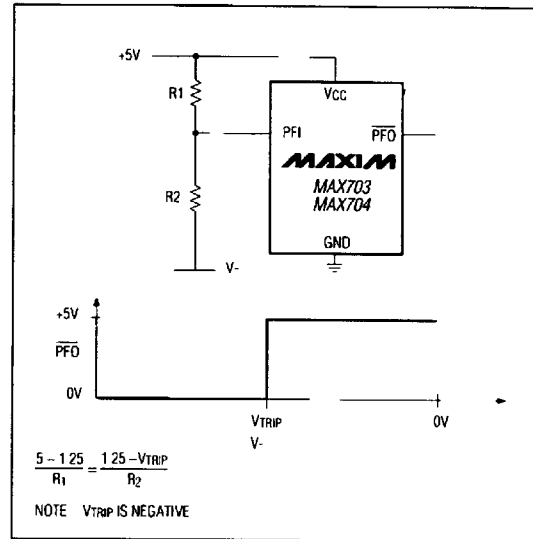 +5V
R1
VCC
PFI
PFO
MAXIM
R2
MAX703
MAX704
GND
V-
+5V
PFO
0V
VTRIP
0V
V-
5 - 1 25 / R1 = 1 25 - VTRIP / R2
NOTE VTRIP IS NEGATIVE